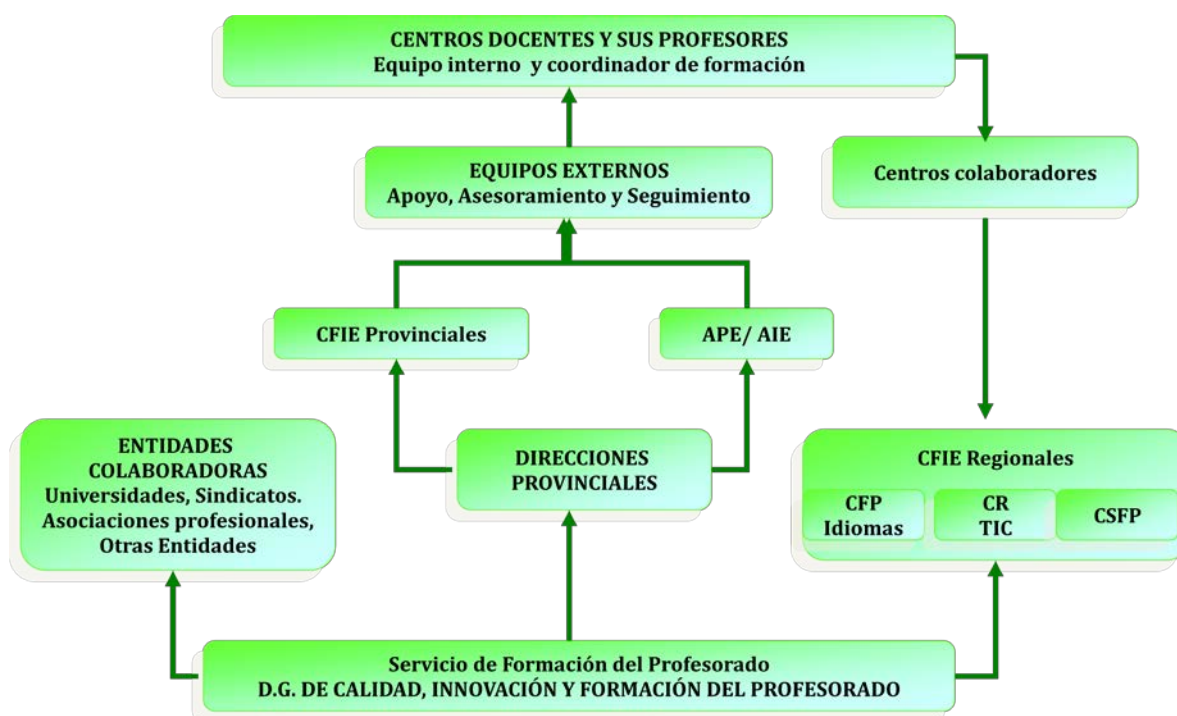 CENTROS DOCENTES Y SUS PROFESORES
Equipo interno y coordinador de formación
EQUIPOS EXTERNOS
Apoyo, Asesoramiento y Seguimiento
Centros colaboradores
CFIE Provinciales
APE/ AIE
ENTIDADES
COLABORADORAS
Universidades, Sindicatos.
Asociaciones profesionales,
Otras Entidades
DIRECCIONES
PROVINCIALES
CFIE Regionales
CFP
Idiomas
CR
TIC
CSFP
Servicio de Formación del Profesorado
D.G. DE CALIDAD, INNOVACIÓN Y FORMACIÓN DEL PROFESORADO